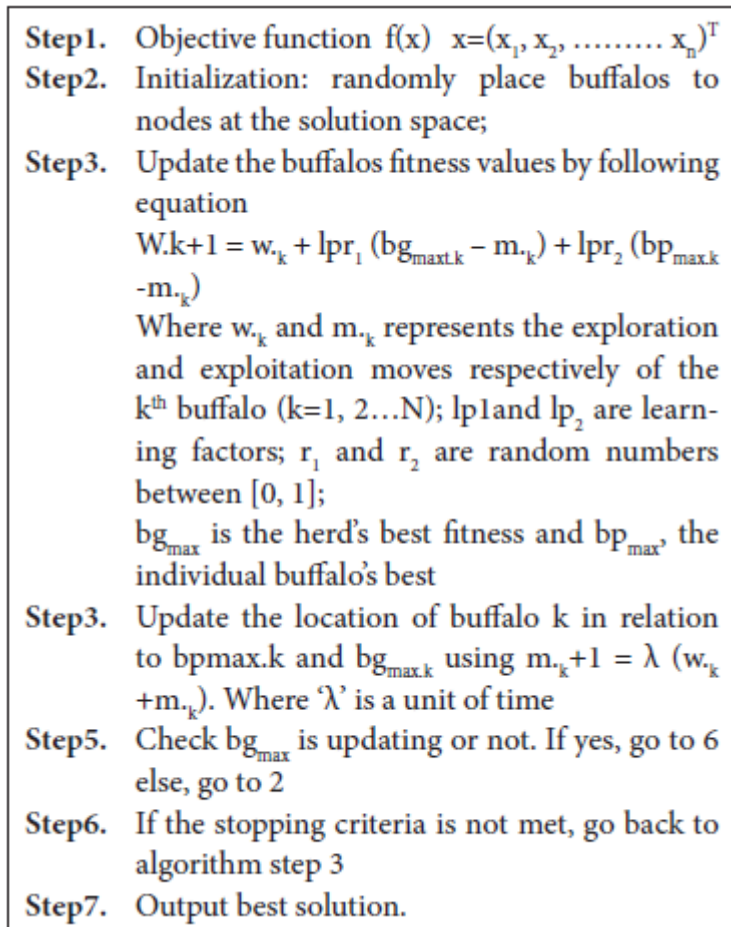 Step1. Objective function f(x) x=(x₁, x₂, ……… xₙ)ᵀ
Step2. Initialization: randomly place buffalos to
nodes at the solution space;
Step3. Update the buffalos fitness values by following
equation
W.k+1 = w.ₖ + lpr₁ (bg_maxt.k – m.ₖ) + lpr₂ (bp_max.k
-m.ₖ)
Where w.ₖ and m.ₖ represents the exploration
and exploitation moves respectively of the
kᵗʰ buffalo (k=1, 2…N); lp1and lp₂ are learn-
ing factors; r₁ and r₂ are random numbers
between [0, 1];
bg_max is the herd’s best fitness and bp_max, the
individual buffalo’s best
Step3. Update the location of buffalo k in relation
to bpmax.k and bg_max.k using m.ₖ+1 = λ (w.ₖ
+m.ₖ). Where ‘λ’ is a unit of time
Step5. Check bg_max is updating or not. If yes, go to 6
else, go to 2
Step6. If the stopping criteria is not met, go back to
algorithm step 3
Step7. Output best solution.